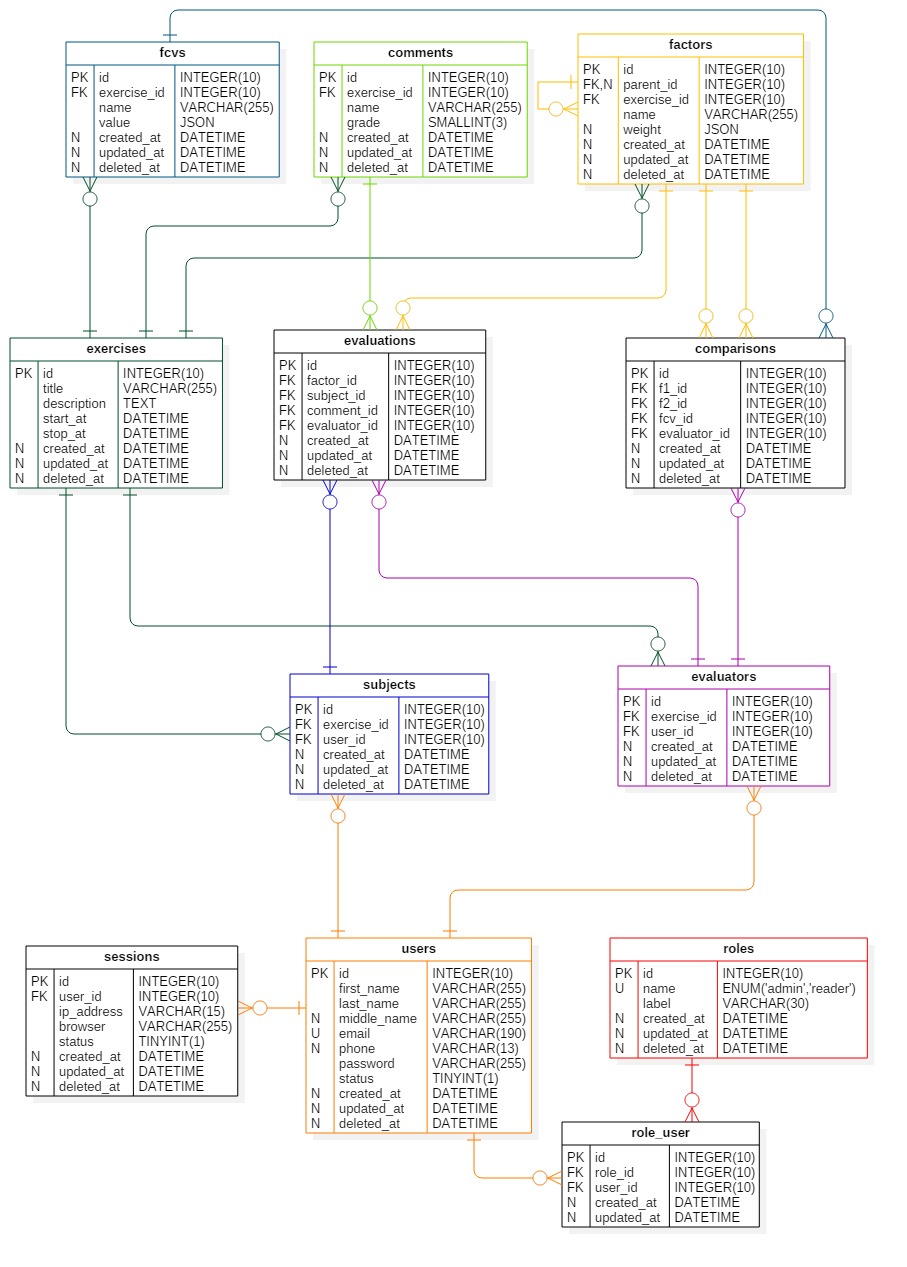 fcvs
PK id INTEGER(10)
FK exercise_id INTEGER(10)
name VARCHAR(255)
value JSON
N created_at DATETIME
N updated_at DATETIME
N deleted_at DATETIME
comments
PK id INTEGER(10)
FK exercise_id INTEGER(10)
name VARCHAR(255)
grade SMALLINT(3)
N created_at DATETIME
N updated_at DATETIME
N deleted_at DATETIME
factors
PK id INTEGER(10)
FK,N parent_id INTEGER(10)
FK exercise_id INTEGER(10)
name VARCHAR(255)
N weight JSON
N created_at DATETIME
N updated_at DATETIME
N deleted_at DATETIME
exercises
PK id INTEGER(10)
title VARCHAR(255)
description TEXT
start_at DATETIME
stop_at DATETIME
N created_at DATETIME
N updated_at DATETIME
N deleted_at DATETIME
evaluations
PK id INTEGER(10)
FK factor_id INTEGER(10)
FK subject_id INTEGER(10)
FK comment_id INTEGER(10)
FK evaluator_id INTEGER(10)
N created_at DATETIME
N updated_at DATETIME
N deleted_at DATETIME
comparisons
PK id INTEGER(10)
FK f1_id INTEGER(10)
FK f2_id INTEGER(10)
FK fcv_id INTEGER(10)
FK evaluator_id INTEGER(10)
N created_at DATETIME
N updated_at DATETIME
N deleted_at DATETIME
subjects
PK id INTEGER(10)
FK exercise_id INTEGER(10)
FK user_id INTEGER(10)
N created_at DATETIME
N updated_at DATETIME
N deleted_at DATETIME
evaluators
PK id INTEGER(10)
FK exercise_id INTEGER(10)
FK user_id INTEGER(10)
N created_at DATETIME
N updated_at DATETIME
N deleted_at DATETIME
sessions
PK id INTEGER(10)
FK user_id INTEGER(10)
ip_address VARCHAR(15)
browser VARCHAR(255)
status TINYINT(1)
N created_at DATETIME
N updated_at DATETIME
N deleted_at DATETIME
users
PK id INTEGER(10)
first_name VARCHAR(255)
last_name VARCHAR(255)
N middle_name VARCHAR(255)
U email VARCHAR(190)
N phone VARCHAR(13)
password VARCHAR(255)
status TINYINT(1)
N created_at DATETIME
N updated_at DATETIME
N deleted_at DATETIME
roles
PK id INTEGER(10)
U name ENUM('admin','reader')
label VARCHAR(30)
N created_at DATETIME
N updated_at DATETIME
N deleted_at DATETIME
role_user
PK id INTEGER(10)
FK role_id INTEGER(10)
FK user_id INTEGER(10)
N created_at DATETIME
N updated_at DATETIME